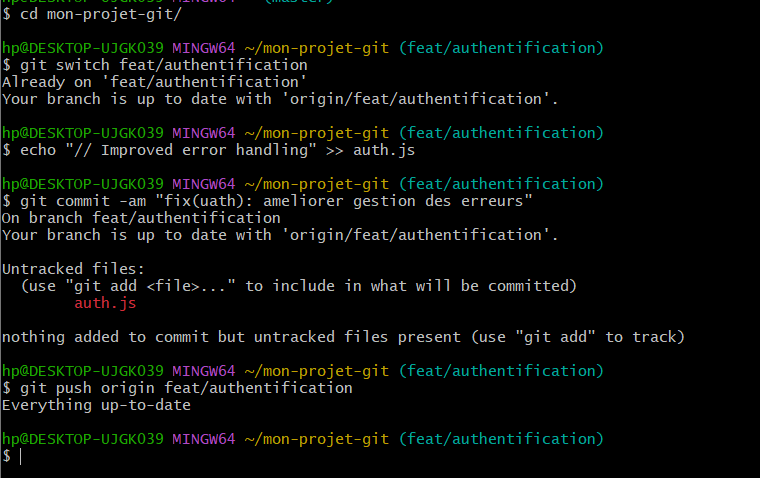 $ cd mon-projet-git/
hp@DESKTOP-UJGKO39 MINGW64 ~/mon-projet-git (feat/authentification)
$ git switch feat/authentification
Already on 'feat/authentification'
Your branch is up to date with 'origin/feat/authentification'.
hp@DESKTOP-UJGKO39 MINGW64 ~/mon-projet-git (feat/authentification)
$ echo "// Improved error handling" >> auth.js
hp@DESKTOP-UJGKO39 MINGW64 ~/mon-projet-git (feat/authentification)
$ git commit -am "fix(uath): ameliorer gestion des erreurs"
On branch feat/authentification
Your branch is up to date with 'origin/feat/authentification'.
Untracked files:
  (use "git add <file>..." to include in what will be committed)
        auth.js
nothing added to commit but untracked files present (use "git add" to track)
hp@DESKTOP-UJGKO39 MINGW64 ~/mon-projet-git (feat/authentification)
$ git push origin feat/authentification
Everything up-to-date
hp@DESKTOP-UJGKO39 MINGW64 ~/mon-projet-git (feat/authentification)
$